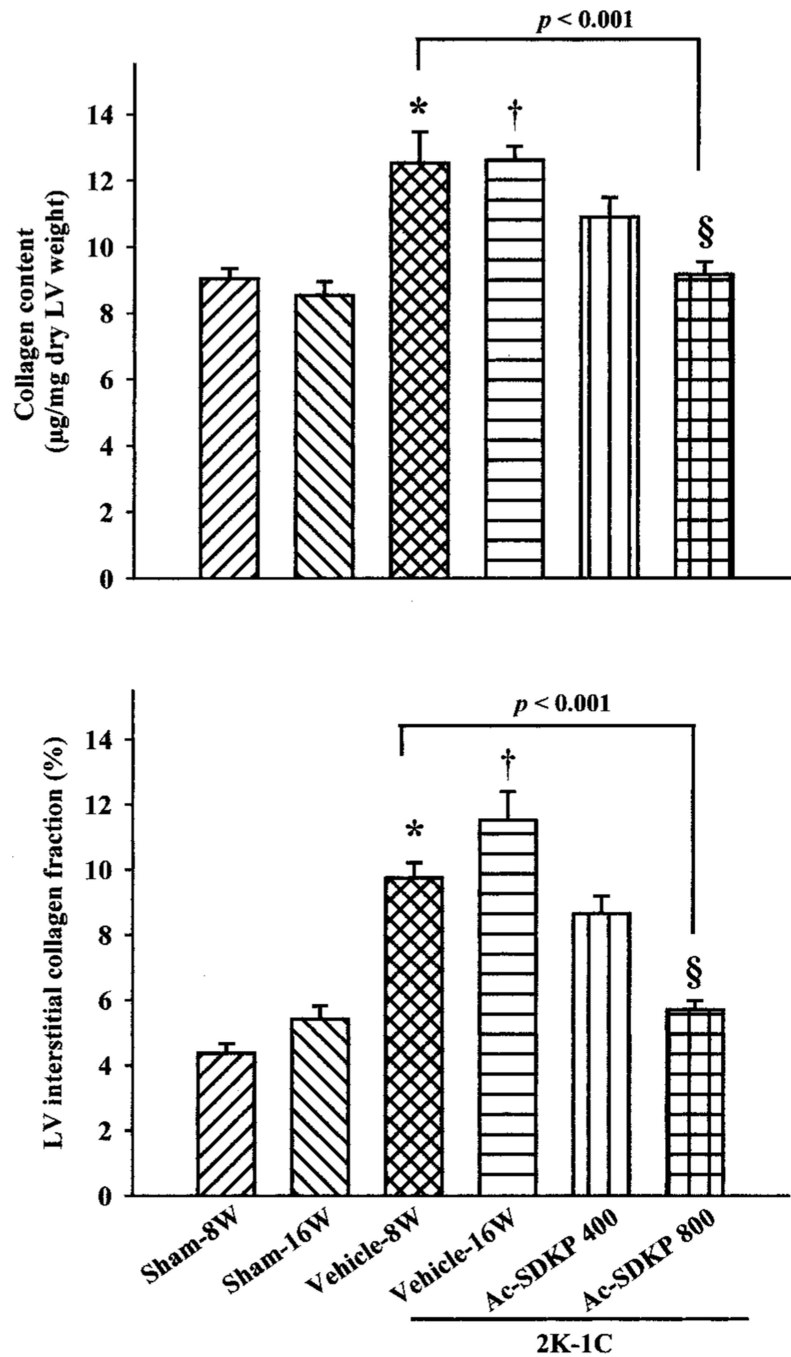 p < 0.001
Collagen content
(µg/mg dry LV weight)
14
12
10
8
6
4
2
0
*
†
§
p < 0.001
LV interstitial collagen fraction (%)
14
12
10
8
6
4
2
0
*
†
§
Sham-8W
Sham-16W
Vehicle-8W
Vehicle-16W
Ac-SDKP 400
Ac-SDKP 800
2K-1C